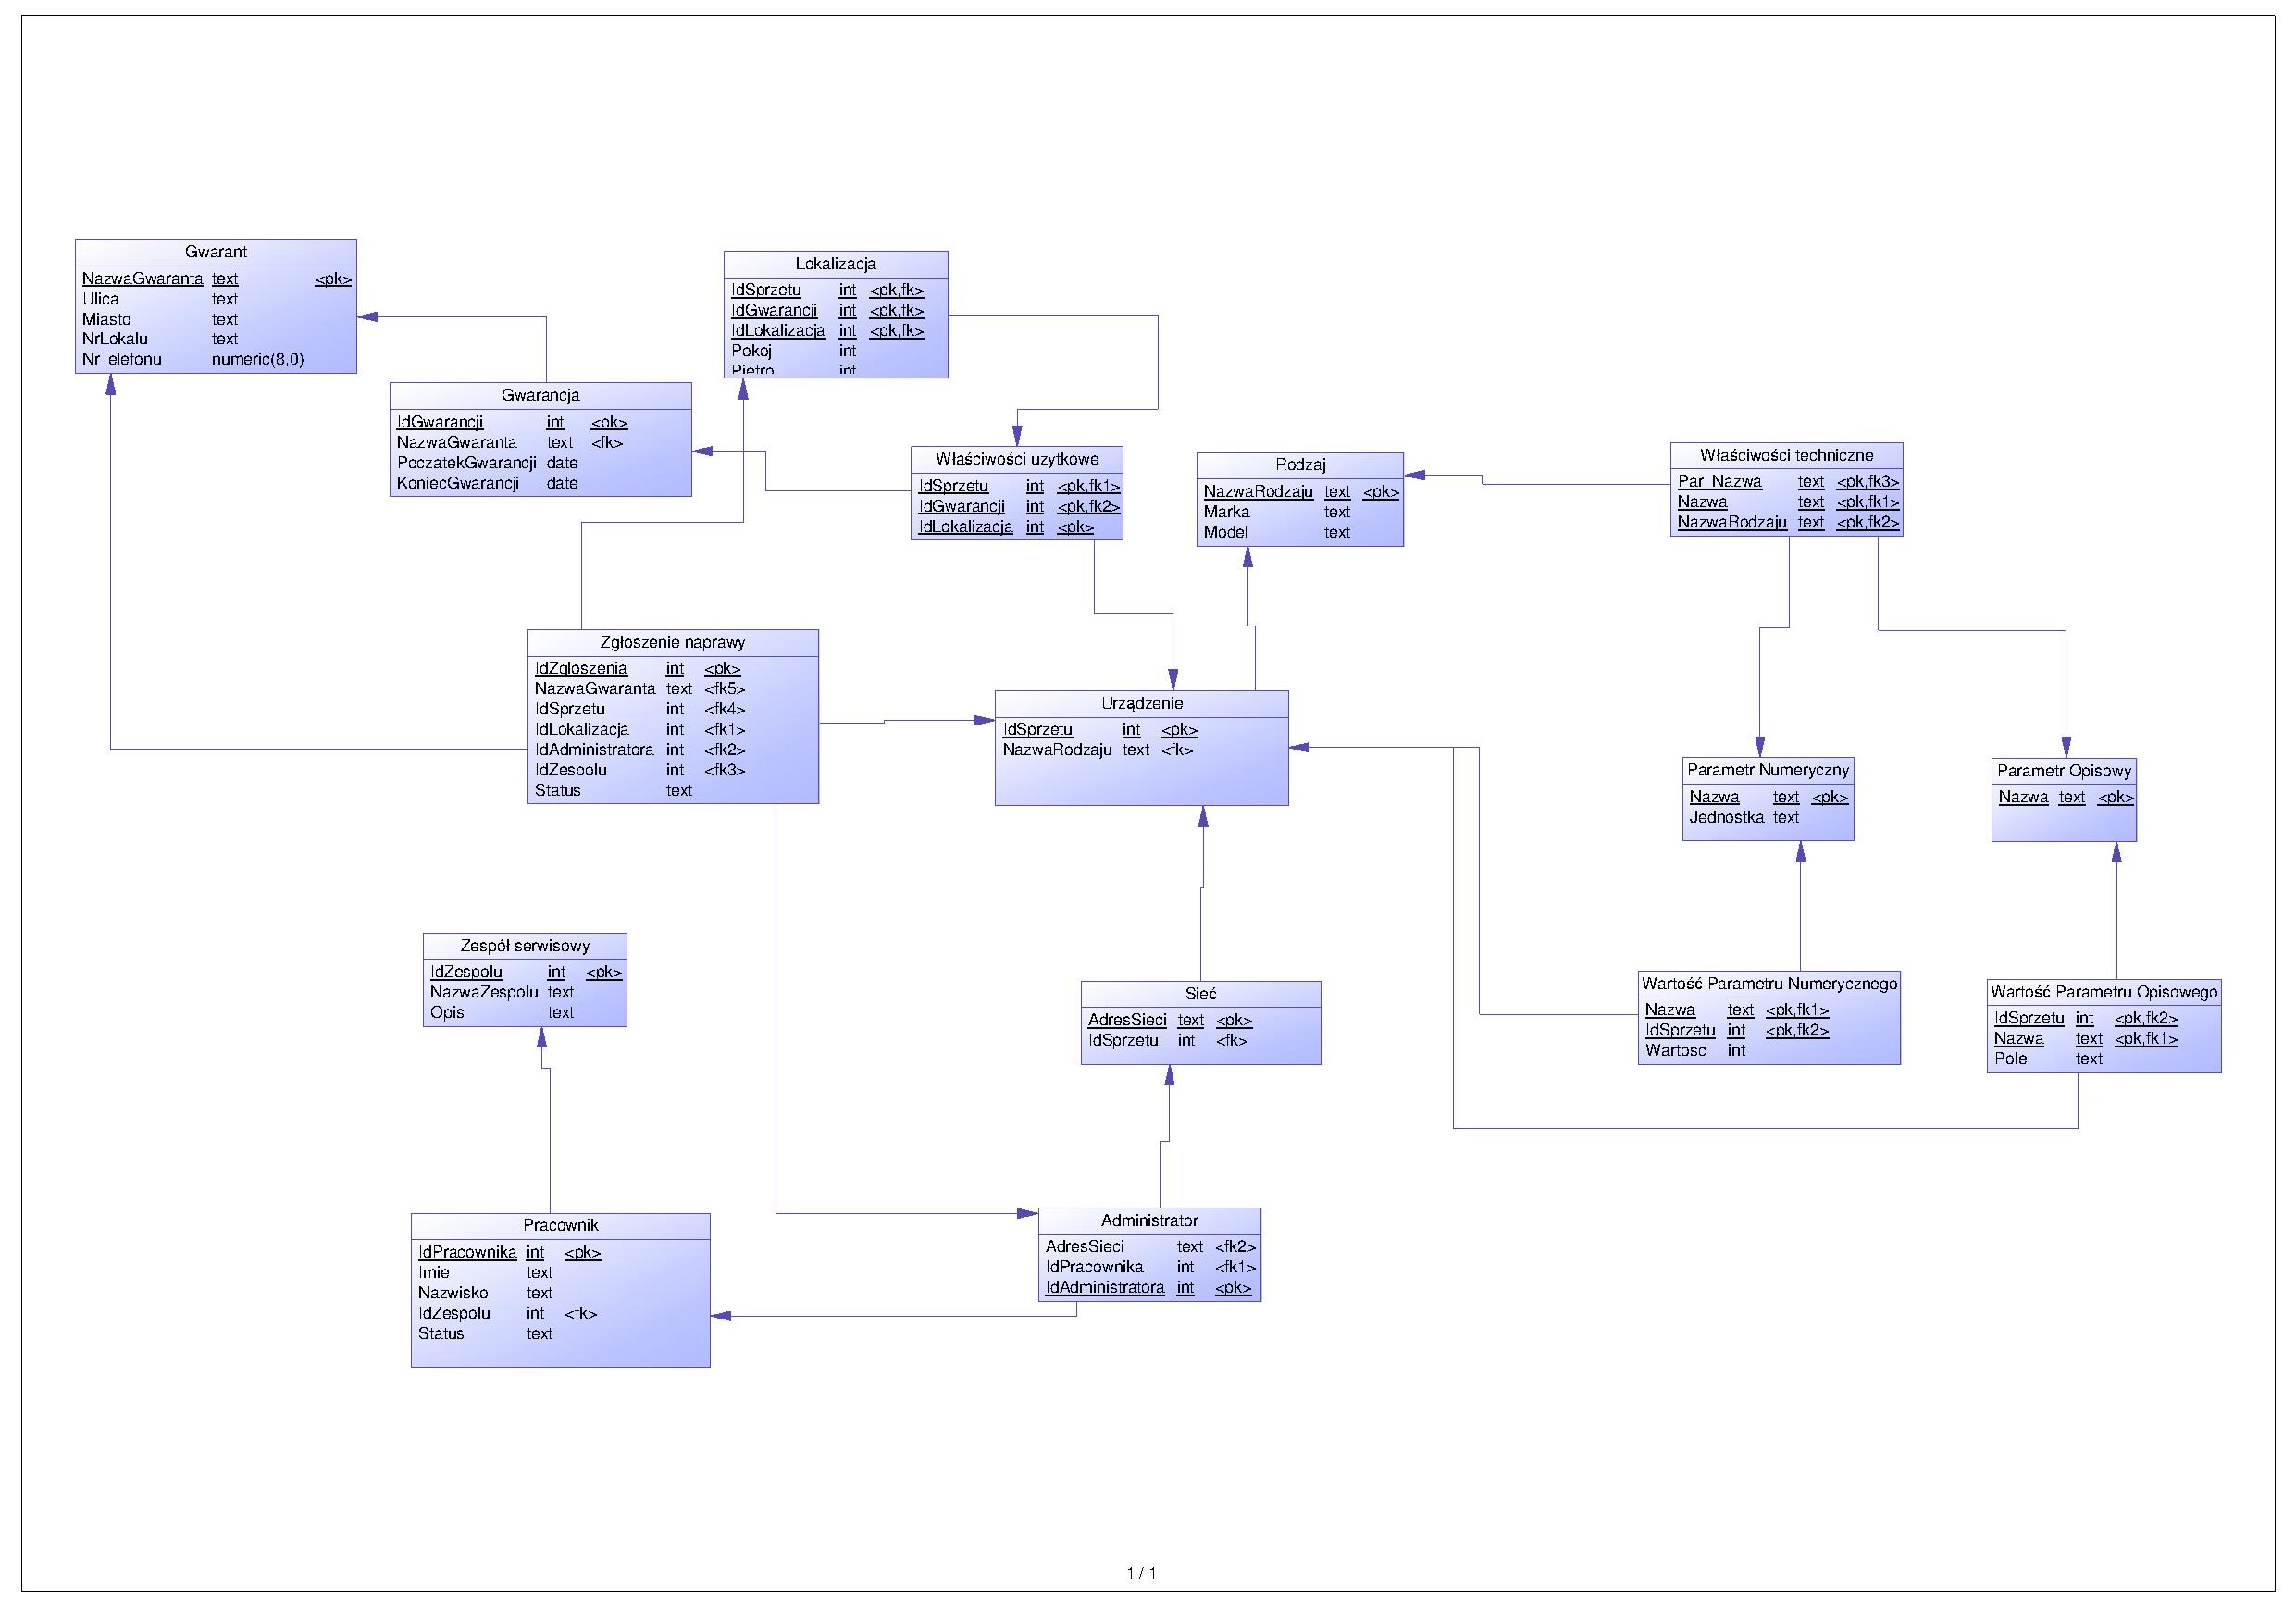 Gwarant
NazwaGwaranta text <pk>
Ulica text
Miasto text
NrLokalu text
NrTelefonu numeric(8,0)
Lokalizacja
IdSprzetu int <pk,fk>
IdGwarancji int <pk,fk>
IdLokalizacja int <pk,fk>
Pokoj int
Pietro int
Gwarancja
IdGwarancji int <pk>
NazwaGwaranta text <fk>
PoczatekGwarancji date
KoniecGwarancji date
Właściwości uzytkowe
IdSprzetu int <pk,fk1>
IdGwarancji int <pk,fk2>
IdLokalizacja int <pk>
Rodzaj
NazwaRodzaju text <pk>
Marka text
Model text
Właściwości techniczne
Par_Nazwa text <pk,fk3>
Nazwa text <pk,fk1>
NazwaRodzaju text <pk,fk2>
Zgłoszenie naprawy
IdZgloszenia int <pk>
NazwaGwaranta text <fk5>
IdSprzetu int <fk4>
IdLokalizacja int <fk1>
IdAdministratora int <fk2>
IdZespolu int <fk3>
Status text
Urządzenie
IdSprzetu int <pk>
NazwaRodzaju text <fk>
Parametr Numeryczny
Nazwa text <pk>
Jednostka text
Parametr Opisowy
Nazwa text <pk>
Zespół serwisowy
IdZespolu int <pk>
NazwaZespolu text
Opis text
Sieć
AdresSieci text <pk>
IdSprzetu int <fk>
Wartość Parametru Numerycznego
Nazwa text <pk,fk1>
IdSprzetu int <pk,fk2>
Wartosc int
Wartość Parametru Opisowego
IdSprzetu int <pk,fk2>
Nazwa text <pk,fk1>
Pole text
Pracownik
IdPracownika int <pk>
Imie text
Nazwisko text
IdZespolu int <fk>
Status text
Administrator
AdresSieci text <fk2>
IdPracownika int <fk1>
IdAdministratora int <pk>
1 / 1